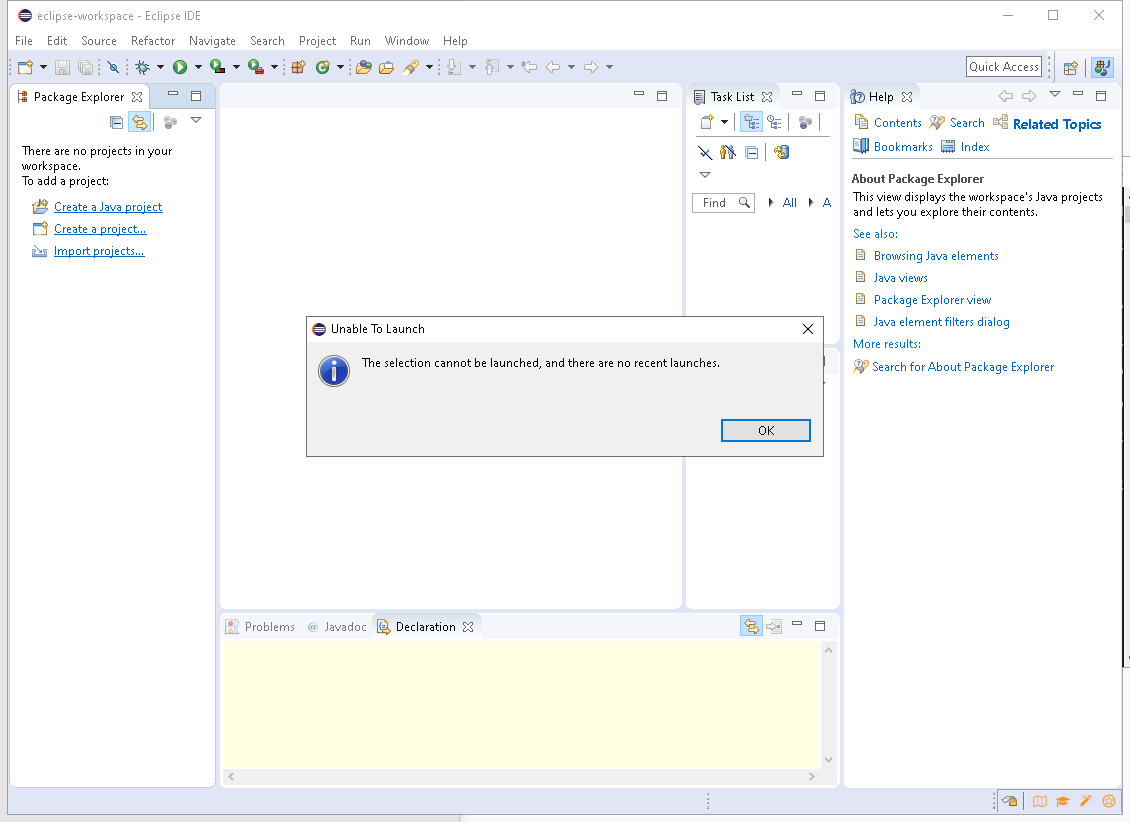 eclipse-workspace - Eclipse IDE
File Edit Source Refactor Navigate Search Project Run Window Help
Quick Access
Package Explorer
There are no projects in your
workspace.
To add a project:
Create a Java project
Create a project...
Import projects...
Task List
Find
All
A
Help
Contents Search Related Topics
Bookmarks Index
About Package Explorer
This view displays the workspace's Java projects
and lets you explore their contents.
See also:
Browsing Java elements
Java views
Package Explorer view
Java element filters dialog
More results:
Search for About Package Explorer
Unable To Launch
The selection cannot be launched, and there are no recent launches.
OK
Problems @ Javadoc Declaration